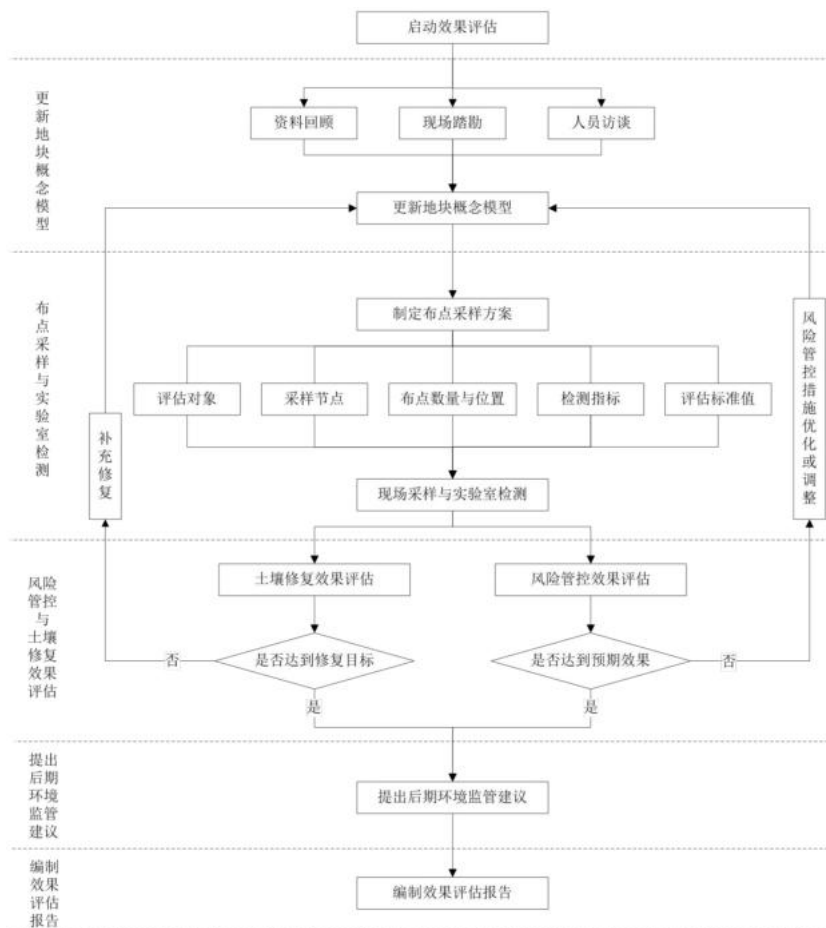 启动效果评估
更
新
地
块
概
念
模
型
资料回顾
现场踏勘
人员访谈
更新地块概念模型
布
点
采
样
与
实
验
室
检
测
制定布点采样方案
评估对象
采样节点
布点数量与位置
检测指标
评估标准值
补
充
修
复
风
险
管
控
措
施
优
化
或
调
整
现场采样与实验室检测
风险
管控
与
土壤
修复
效果
评估
土壤修复效果评估
风险管控效果评估
否
是否达到修复目标
是否达到预期效果
否
是
是
提出
后期
环境
监管
建议
提出后期环境监管建议
编制
效果
评估
报告
编制效果评估报告